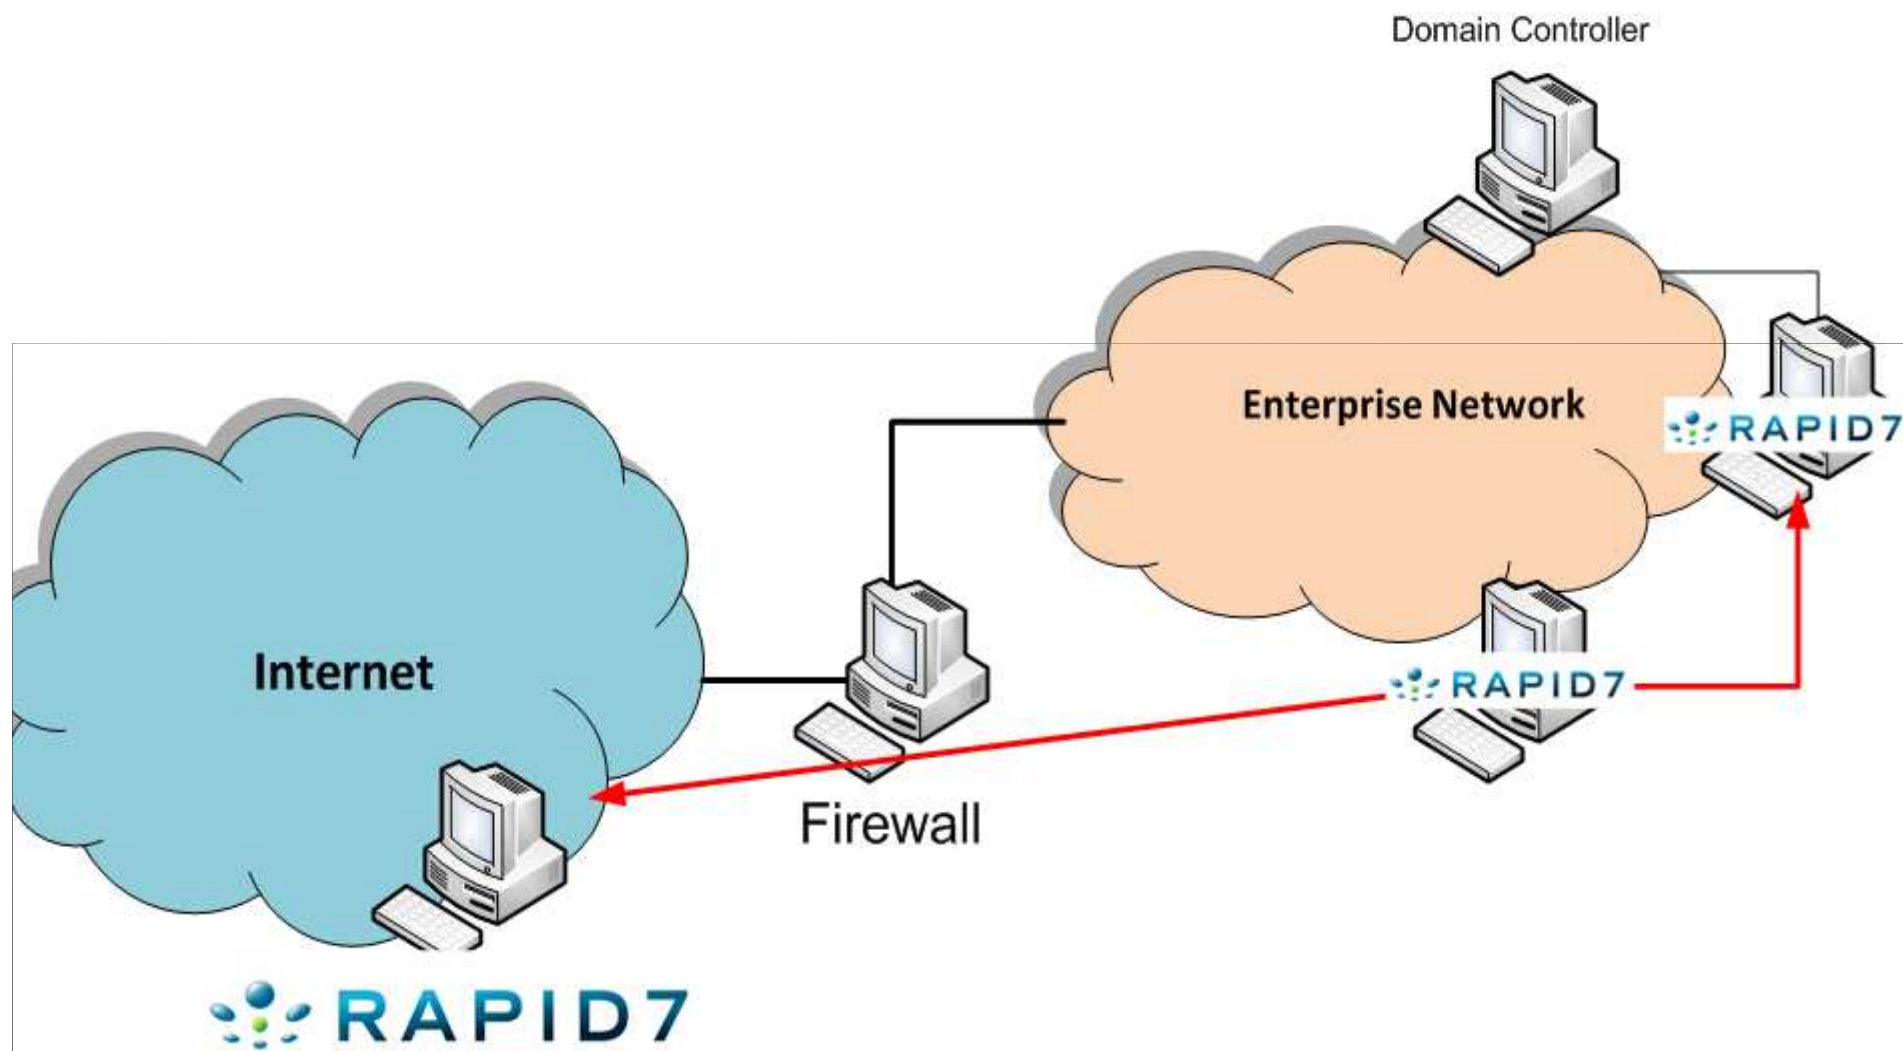 Domain Controller
Enterprise Network
RAPID7
Internet
RAPID7
Firewall
RAPID7